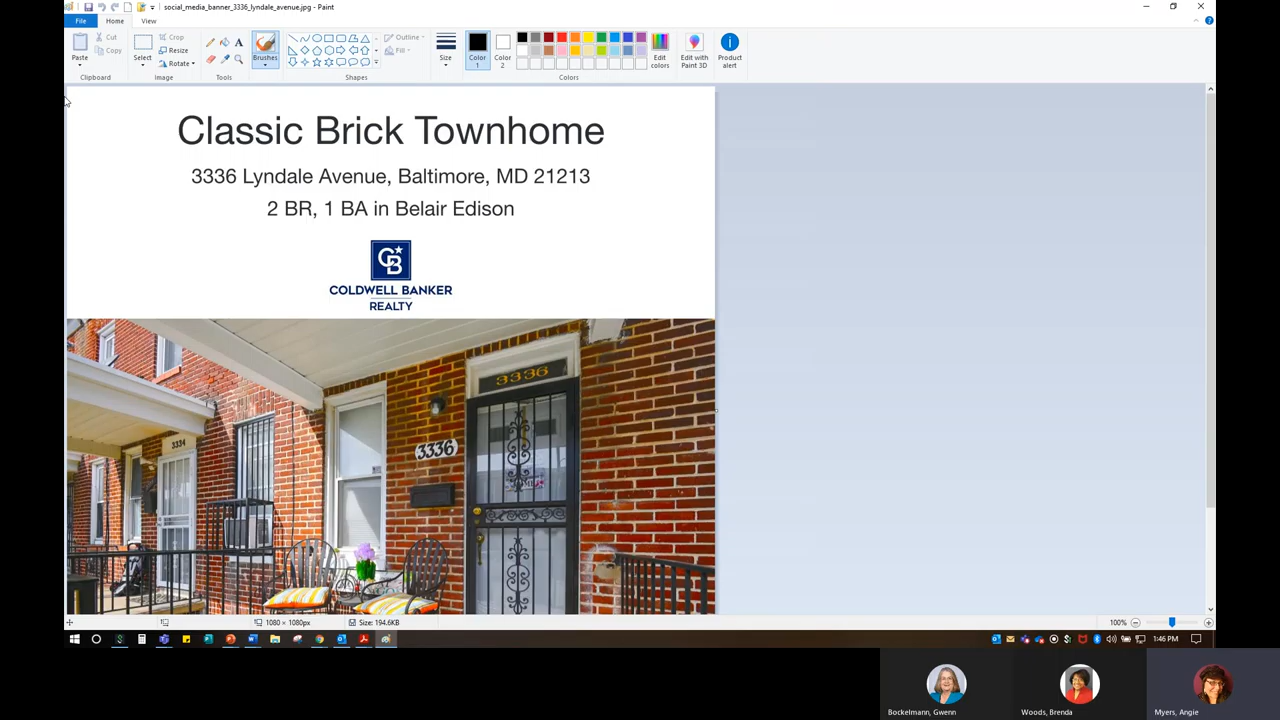 social_media_banner_3336_lyndale_avenue.jpg - Paint
File
Home
View
Paste
Cut
Copy
Clipboard
Select
Crop
Resize
Rotate
Image
A
Tools
Brushes
Outline
Fill
Shapes
Size
Color
1
Color
2
Edit
colors
Colors
Edit with
Paint 3D
Product
alert
Classic Brick Townhome
3336 Lyndale Avenue, Baltimore, MD 21213
2 BR, 1 BA in Belair Edison
CB
COLDWELL BANKER
REALTY
3336
3334
3336
1080 × 1080px
Size: 194.6KB
100%
1:46 PM
Bockelmann, Gwenn
Woods, Brenda
Myers, Angie